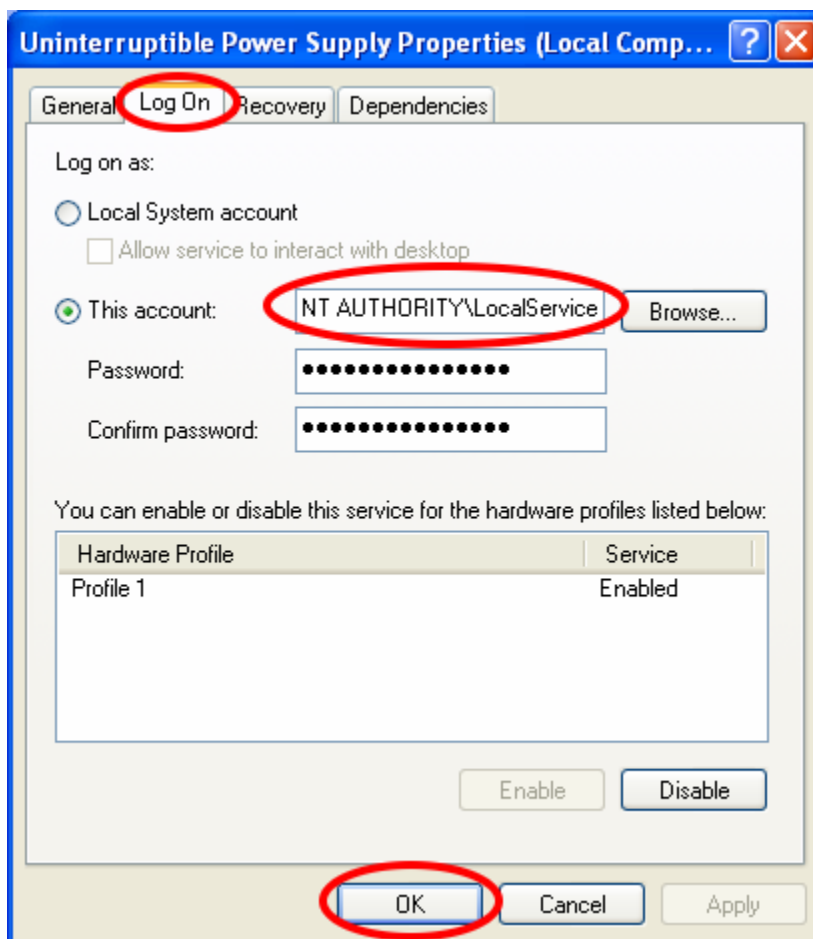 Uninterruptible Power Supply Properties (Local Comp...
General Log On Recovery Dependencies
Log on as:
Local System account
Allow service to interact with desktop
This account: NT AUTHORITY\LocalService Browse...
Password: •••••••••••••••
Confirm password: •••••••••••••••
You can enable or disable this service for the hardware profiles listed below:
Hardware Profile Service
Profile 1 Enabled
Enable Disable
OK Cancel Apply